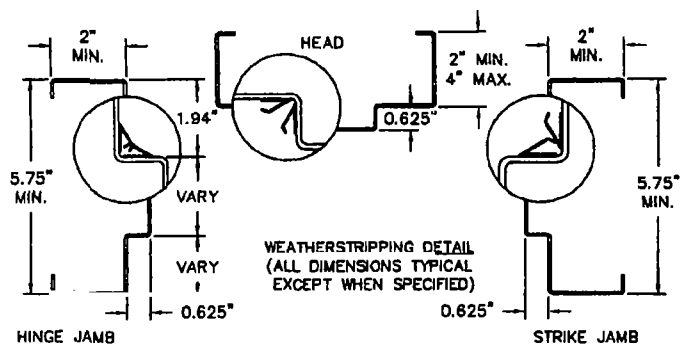 2"
MIN.
HEAD
2" MIN.
4" MAX.
2"
MIN.
1.94"
0.625"
5.75"
MIN.
VARY
5.75"
MIN.
VARY
WEATHERSTRIPPING DETAIL
(ALL DIMENSIONS TYPICAL
EXCEPT WHEN SPECIFIED)
0.625"
0.625"
HINGE JAMB
STRIKE JAMB